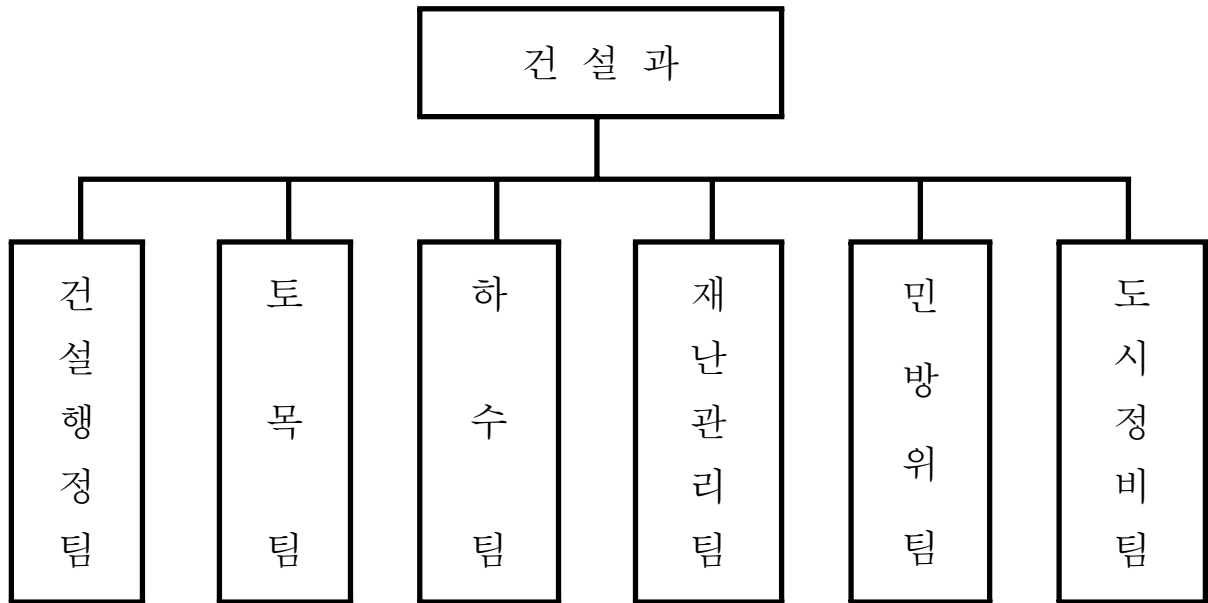 건 설 과
건설행정팀
토목팀
하수팀
재난관리팀
민방위팀
도시정비팀